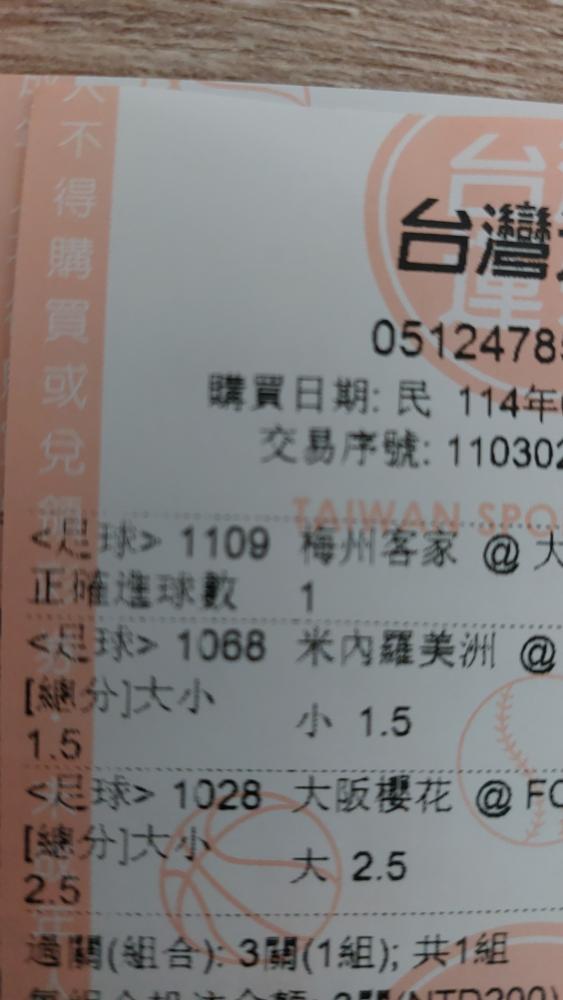 不得購買或兌
台灣
0512478
購買日期: 民 114年
交易序號: 110302
TAIWAN SPO
<足球> 1109 梅州客家 @ 大
正確進球數 1
<足球> 1068 米內羅美洲 @
[總分]大小 小 1.5
1.5
<足球> 1028 大阪櫻花 @ FC
[總分]大小 大 2.5
2.5
過關(組合): 3關(1組); 共1組